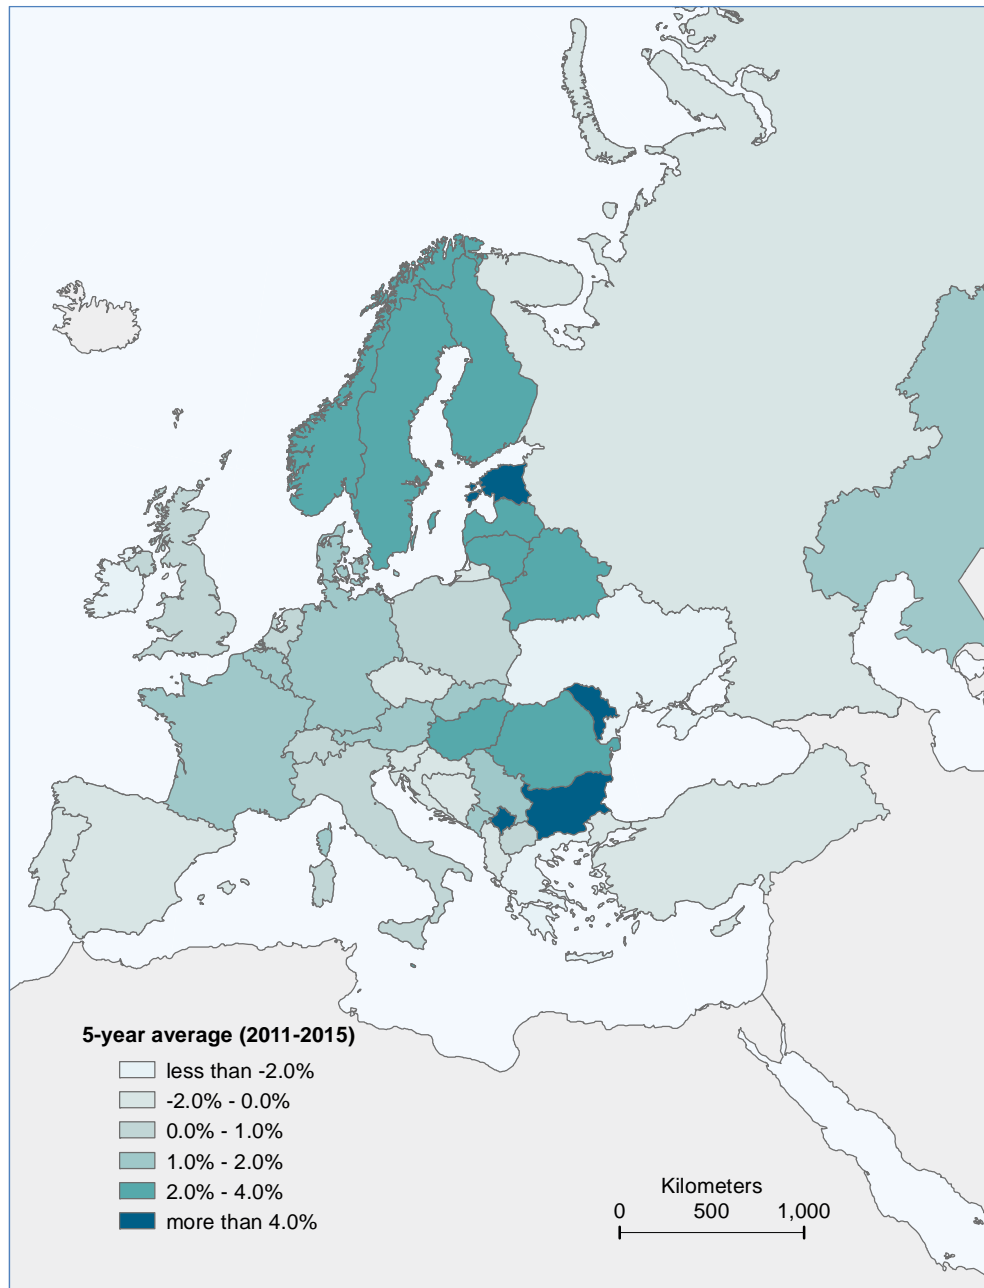 5-year average (2011-2015)
less than -2.0%
-2.0% - 0.0%
0.0% - 1.0%
1.0% - 2.0%
2.0% - 4.0%
more than 4.0%
Kilometers
0 500 1,000